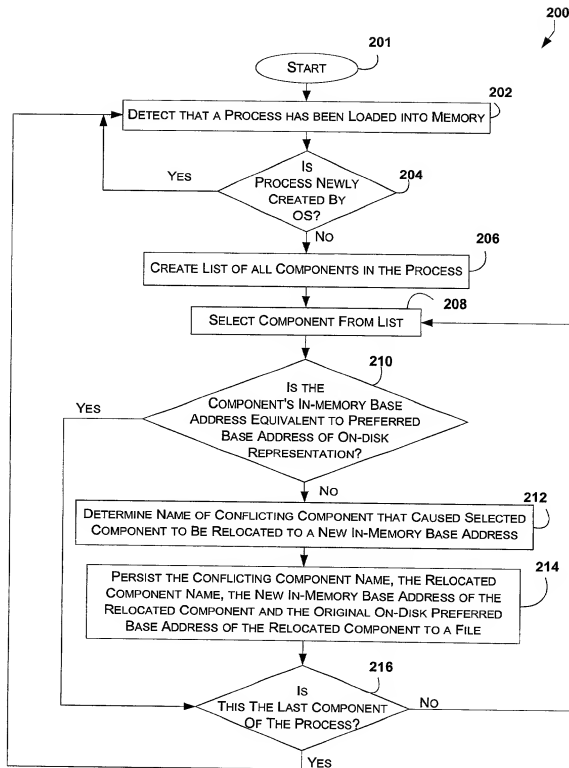 200
201
START
202
DETECT THAT A PROCESS HAS BEEN LOADED INTO MEMORY
YES
IS
PROCESS NEWLY
CREATED BY
OS?
204
NO
206
CREATE LIST OF ALL COMPONENTS IN THE PROCESS
208
SELECT COMPONENT FROM LIST
210
YES
IS THE
COMPONENT'S IN-MEMORY BASE
ADDRESS EQUIVALENT TO PREFERRED
BASE ADDRESS OF ON-DISK
REPRESENTATION?
NO
212
DETERMINE NAME OF CONFLICTING COMPONENT THAT CAUSED SELECTED
COMPONENT TO BE RELOCATED TO A NEW IN-MEMORY BASE ADDRESS
214
PERSIST THE CONFLICTING COMPONENT NAME, THE RELOCATED
COMPONENT NAME, THE NEW IN-MEMORY BASE ADDRESS OF THE
RELOCATED COMPONENT AND THE ORIGINAL ON-DISK PREFERRED
BASE ADDRESS OF THE RELOCATED COMPONENT TO A FILE
216
IS
THIS THE LAST COMPONENT
OF THE PROCESS?
NO
YES